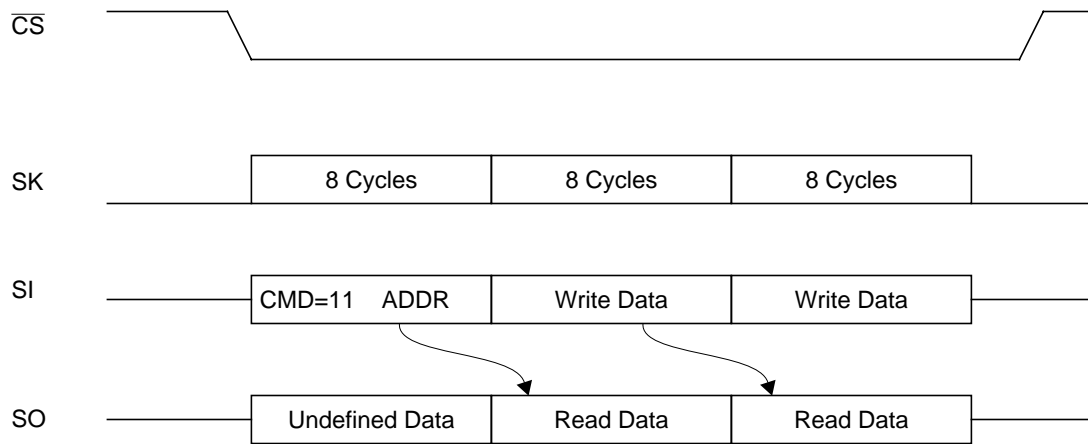 C̅S̅
SK 8 Cycles 8 Cycles 8 Cycles
SI CMD=11 ADDR Write Data Write Data
SO Undefined Data Read Data Read Data